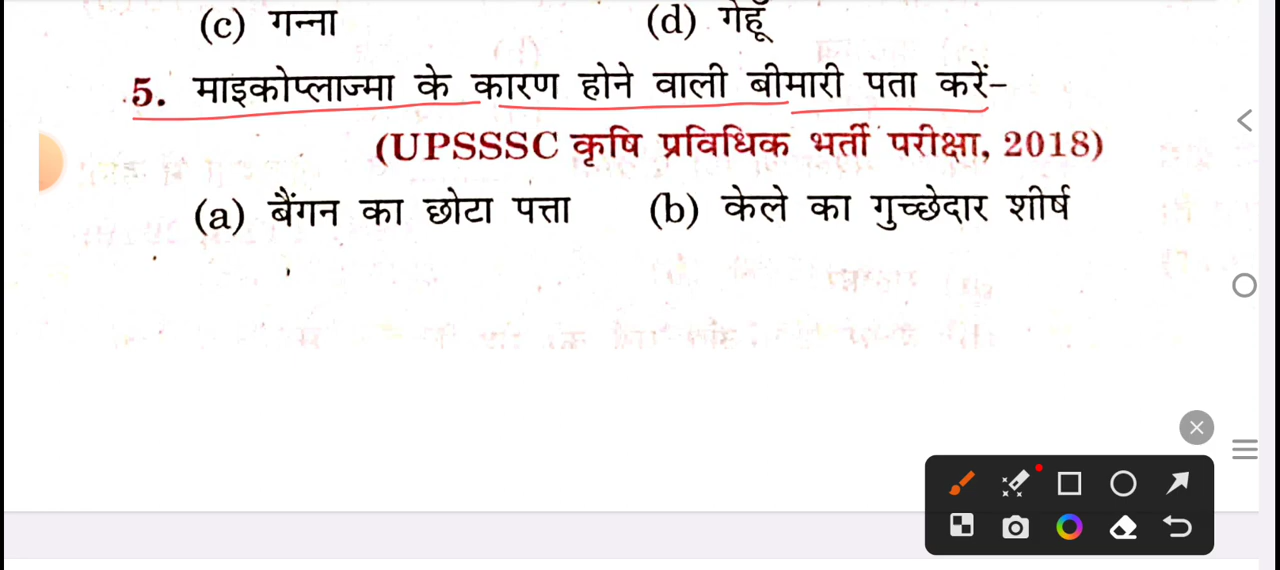 (c) गन्ना (d) गेहूँ
5. माइकोप्लाज्मा के कारण होने वाली बीमारी पता करें-
(UPSSSC कृषि प्रविधिक भर्ती परीक्षा, 2018)
(a) बैंगन का छोटा पत्ता (b) केले का गुच्छेदार शीर्ष